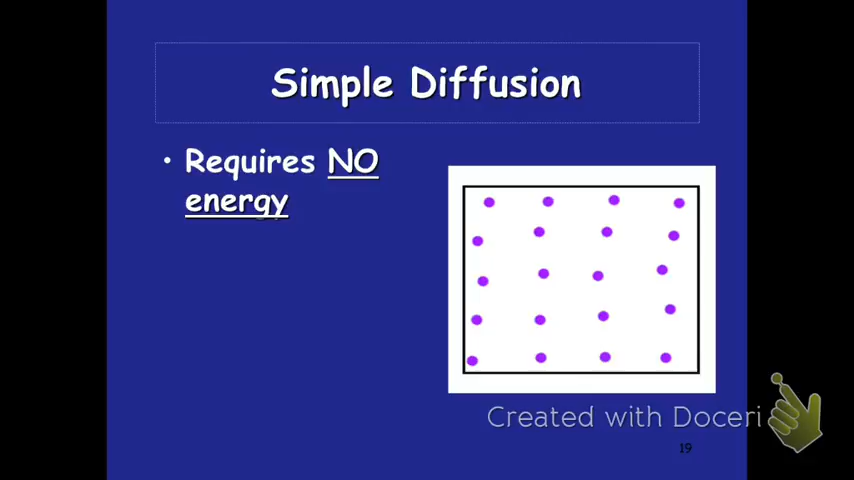 Simple Diffusion
• Requires NO
energy
Created with Doceri
19